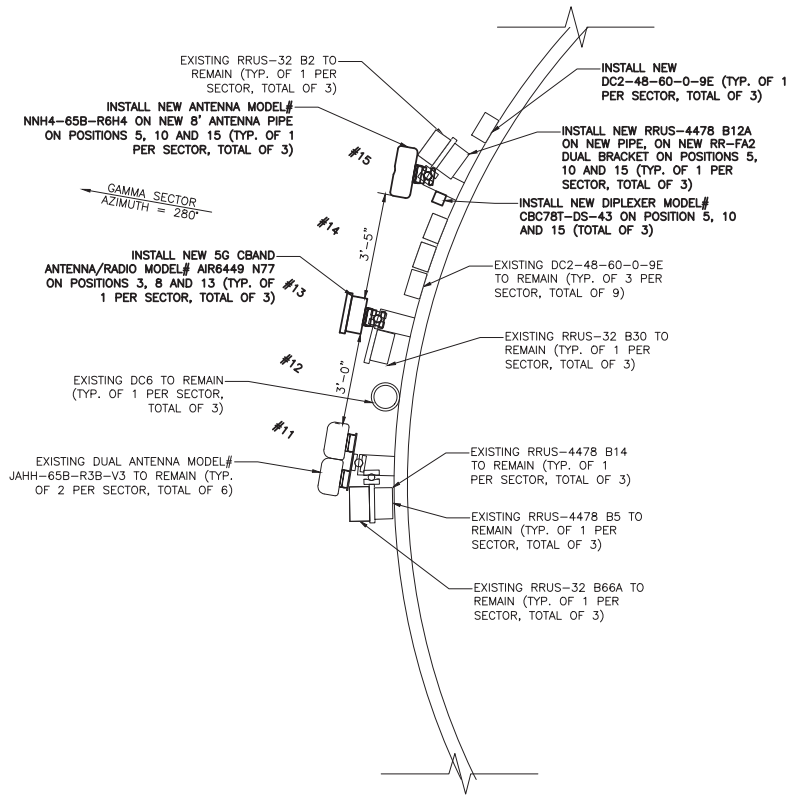 EXISTING RRUS-32 B2 TO
REMAIN (TYP. OF 1 PER
SECTOR, TOTAL OF 3)
INSTALL NEW
DC2-48-60-0-9E (TYP. OF 1
PER SECTOR, TOTAL OF 3)
INSTALL NEW ANTENNA MODEL#
NNH4-65B-R6H4 ON NEW 8' ANTENNA PIPE
ON POSITIONS 5, 10 AND 15 (TYP. OF 1
PER SECTOR, TOTAL OF 3)
INSTALL NEW RRUS-4478 B12A
ON NEW PIPE, ON NEW RR-FA2
DUAL BRACKET ON POSITIONS 5,
10 AND 15 (TYP. OF 1 PER
SECTOR, TOTAL OF 3)
#15
GAMMA SECTOR
AZIMUTH = 280°
INSTALL NEW DIPLEXER MODEL#
CBC78T-DS-43 ON POSITION 5, 10
AND 15 (TOTAL OF 3)
#14
3'-5"
INSTALL NEW 5G CBAND
ANTENNA/RADIO MODEL# AIR6449 N77
ON POSITIONS 3, 8 AND 13 (TYP. OF
1 PER SECTOR, TOTAL OF 3)
#13
EXISTING DC2-48-60-0-9E
TO REMAIN (TYP. OF 3 PER
SECTOR, TOTAL OF 9)
EXISTING RRUS-32 B30 TO
REMAIN (TYP. OF 1 PER
SECTOR, TOTAL OF 3)
#12
3'-0"
EXISTING DC6 TO REMAIN
(TYP. OF 1 PER SECTOR,
TOTAL OF 3)
#11
EXISTING DUAL ANTENNA MODEL#
JAHH-65B-R3B-V3 TO REMAIN (TYP.
OF 2 PER SECTOR, TOTAL OF 6)
EXISTING RRUS-4478 B14
TO REMAIN (TYP. OF 1
PER SECTOR, TOTAL OF 3)
EXISTING RRUS-4478 B5 TO
REMAIN (TYP. OF 1 PER
SECTOR, TOTAL OF 3)
EXISTING RRUS-32 B66A TO
REMAIN (TYP. OF 1 PER
SECTOR, TOTAL OF 3)